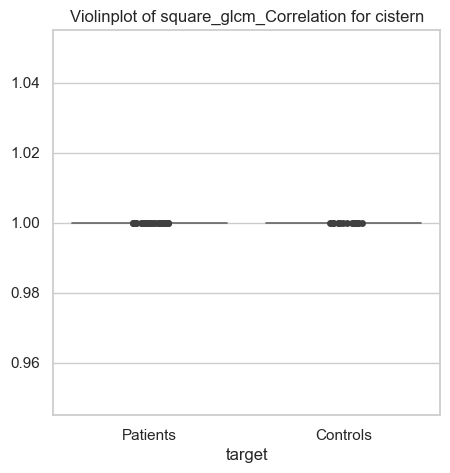 Violinplot of square_glcm_Correlation for cistern
1.04
1.02
1.00
0.98
0.96
Patients
Controls
target